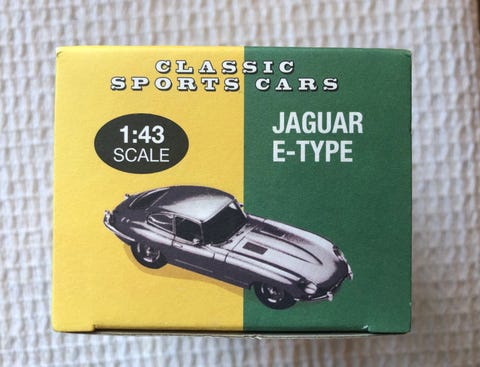 CLASSIC
SPORTS CARS
1:43
SCALE
JAGUAR
E-TYPE